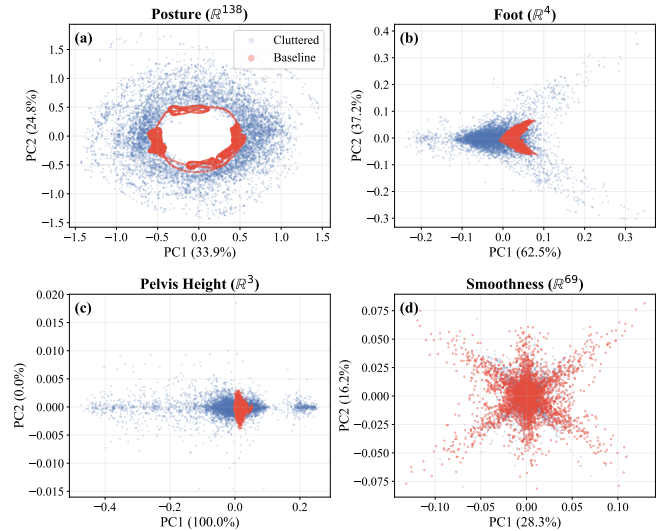 Posture (ℝ¹³⁸)
(a)
Cluttered
Baseline
1.5
1.0
0.5
0.0
−0.5
−1.0
−1.5
PC2 (24.8%)
−1.5 −1.0 −0.5 0.0 0.5 1.0 1.5
PC1 (33.9%)
Foot (ℝ⁴)
(b)
0.3
0.2
0.1
0.0
−0.1
−0.2
−0.3
PC2 (37.2%)
−0.2 −0.1 0.0 0.1 0.2 0.3
PC1 (62.5%)
Pelvis Height (ℝ³)
(c)
0.020
0.015
0.010
0.005
0.000
−0.005
−0.010
−0.015
PC2 (0.0%)
−0.4 −0.2 0.0 0.2
PC1 (100.0%)
Smoothness (ℝ⁶⁹)
(d)
0.075
0.050
0.025
0.000
−0.025
−0.050
−0.075
PC2 (16.2%)
−0.10 −0.05 0.00 0.05 0.10
PC1 (28.3%)